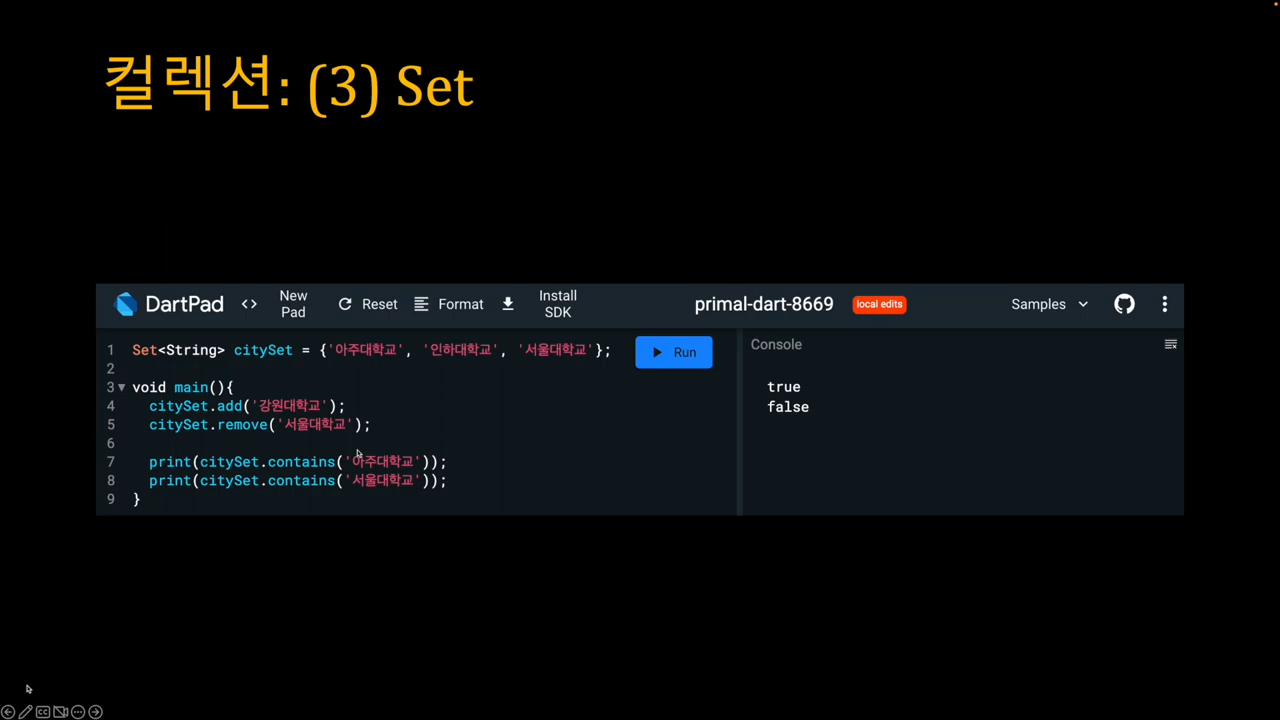 컬렉션: (3) Set
DartPad <> New Pad Reset Format Install SDK primal-dart-8669 local edits Samples
1 Set<String> citySet = {'아주대학교', '인하대학교', '서울대학교'};
2
3 void main(){
4 citySet.add('강원대학교');
5 citySet.remove('서울대학교');
6
7 print(citySet.contains('아주대학교'));
8 print(citySet.contains('서울대학교'));
9 }
Run
Console
true
false